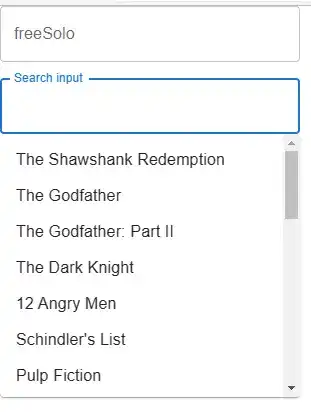 freeSolo
Search input
The Shawshank Redemption
The Godfather
The Godfather: Part II
The Dark Knight
12 Angry Men
Schindler's List
Pulp Fiction